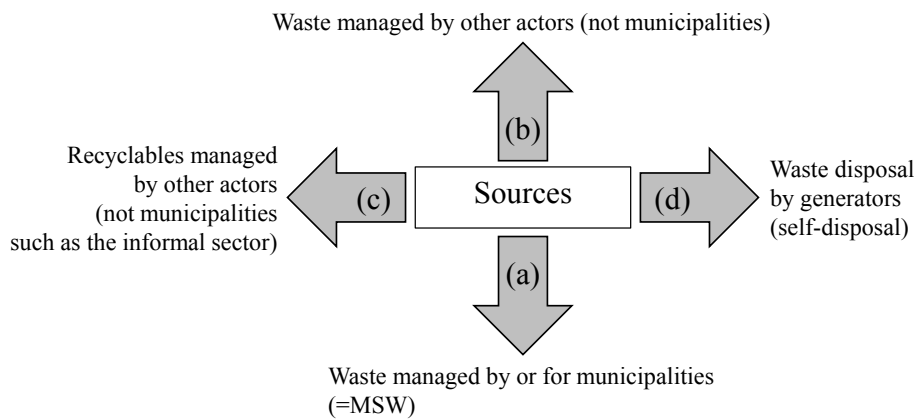 Waste managed by other actors (not municipalities)
(b)
Recyclables managed
by other actors
(not municipalities
such as the informal sector)
(c)
Sources
(d)
Waste disposal
by generators
(self-disposal)
(a)
Waste managed by or for municipalities
(=MSW)